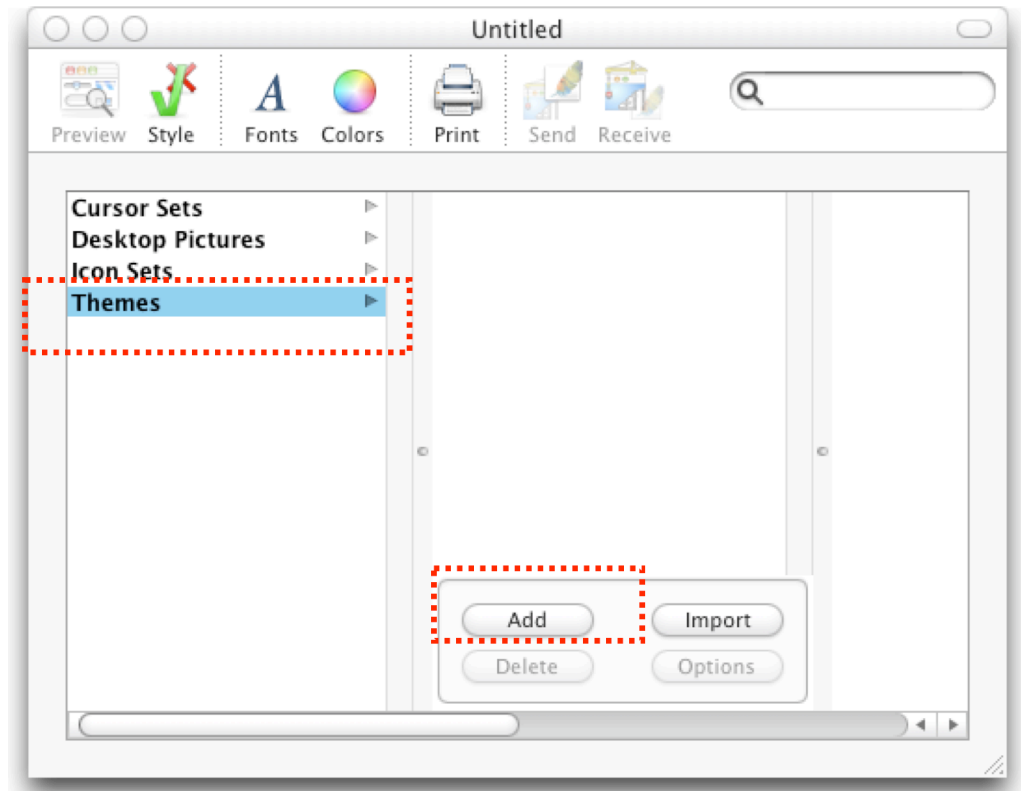 Untitled
Preview Style Fonts Colors Print Send Receive
Cursor Sets
Desktop Pictures
Icon Sets
Themes
Add Import
Delete Options